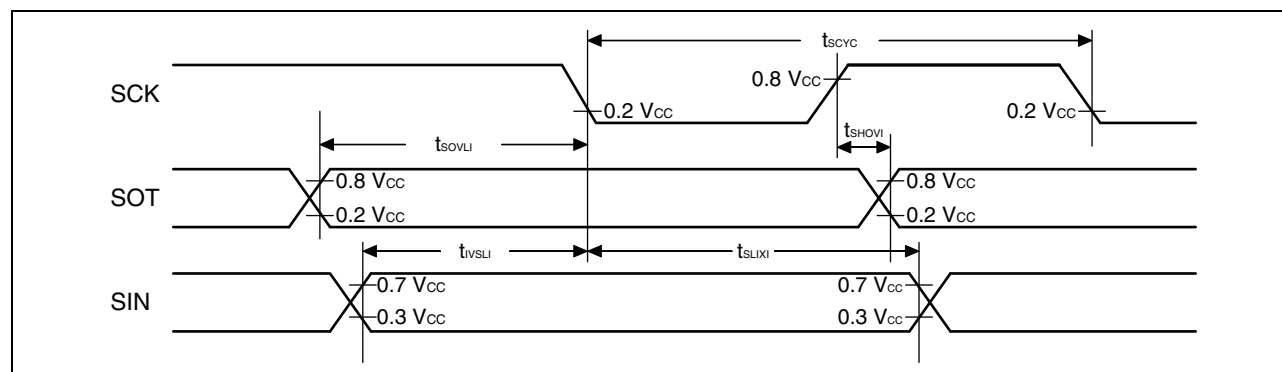 tSCYC
SCK
0.8 VCC
0.2 VCC
0.2 VCC
tSHOVI
tSOVLI
SOT
0.8 VCC
0.8 VCC
0.2 VCC
0.2 VCC
tIVSLI
tSLIXI
SIN
0.7 VCC
0.7 VCC
0.3 VCC
0.3 VCC